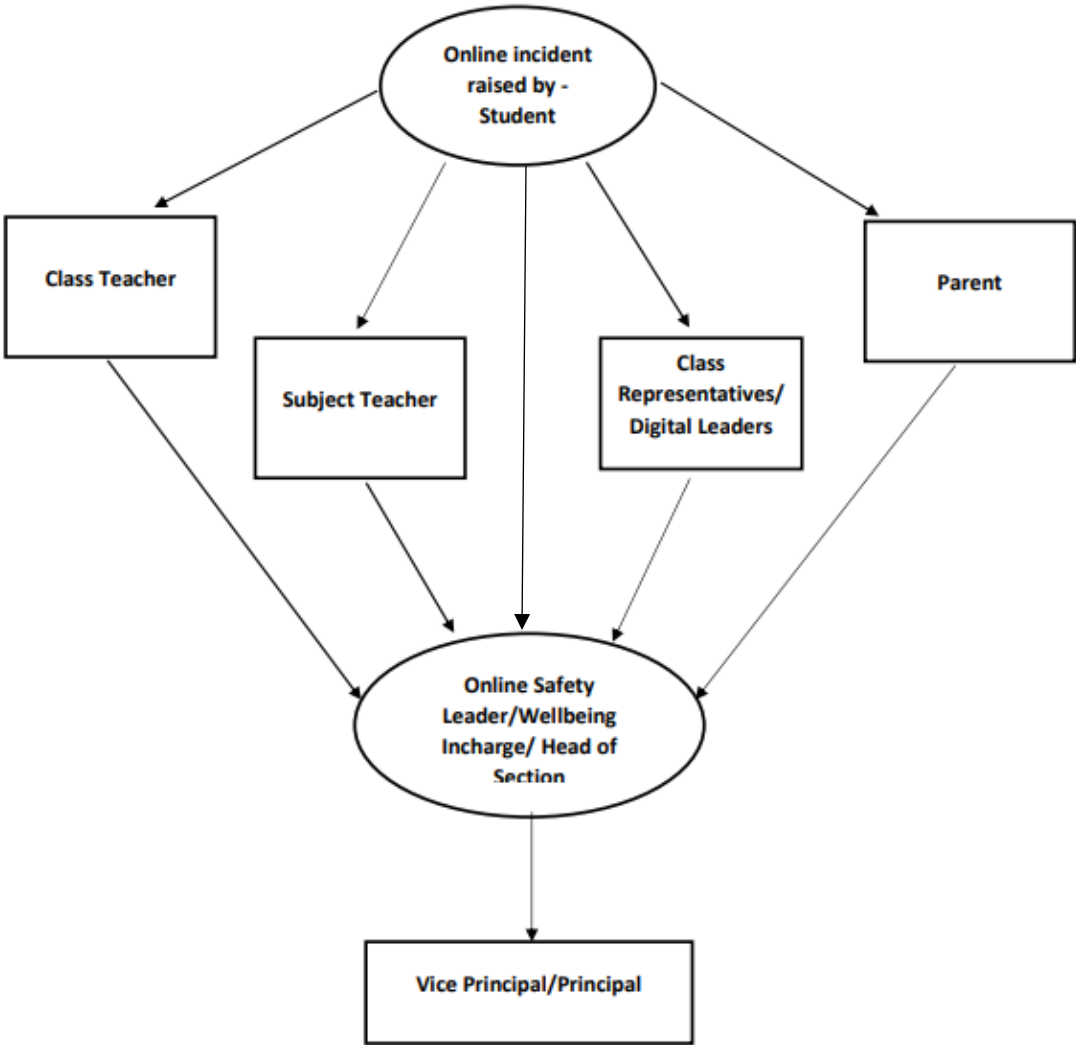 Online incident
raised by -
Student
Class Teacher
Parent
Subject Teacher
Class
Representatives/
Digital Leaders
Online Safety
Leader/Wellbeing
Incharge/ Head of
Section
Vice Principal/Principal